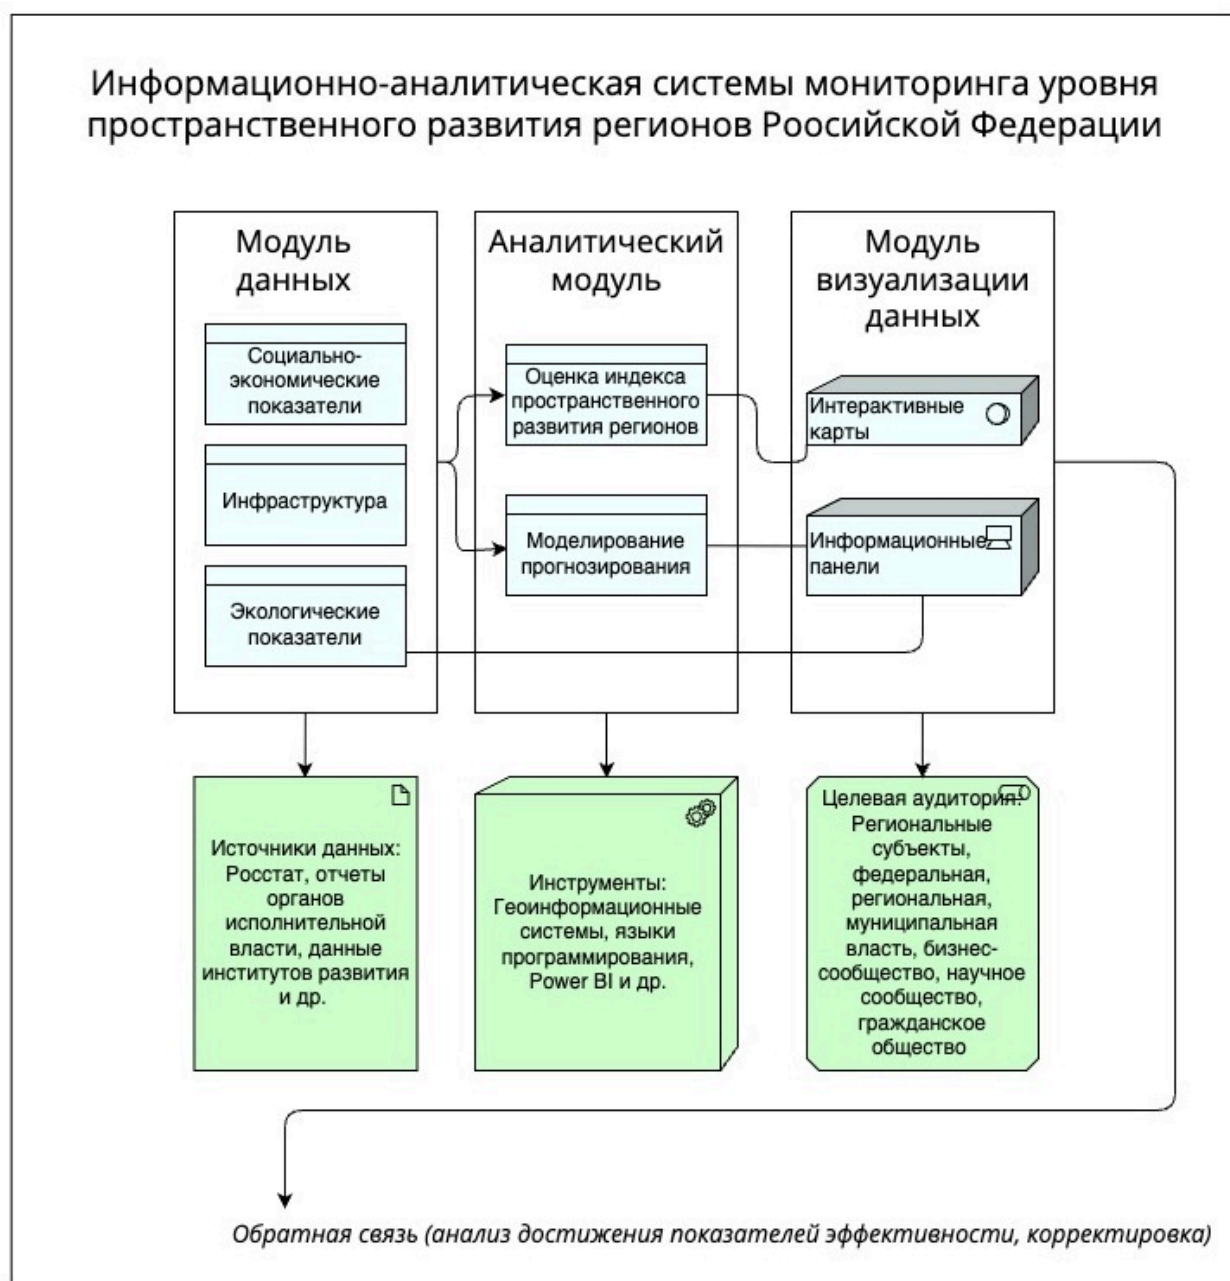 Информационно-аналитическая системы мониторинга уровня
пространственного развития регионов Роосийской Федерации
Модуль
данных
Социально-
экономические
показатели
Инфраструктура
Экологические
показатели
Аналитический
модуль
Оценка индекса
пространственного
развития регионов
Моделирование
прогнозирования
Модуль
визуализации
данных
Интерактивные
карты
Информационные
панели
Источники данных:
Росстат, отчеты
органов
исполнительной
власти, данные
институтов развития
и др.
Инструменты:
Геоинформационные
системы, языки
программирования,
Power BI и др.
Целевая аудитория:
Региональные
субъекты,
федеральная,
региональная,
муниципальная
власть, бизнес-
сообщество, научное
сообщество,
гражданское
общество
Обратная связь (анализ достижения показателей эффективности, корректировка)